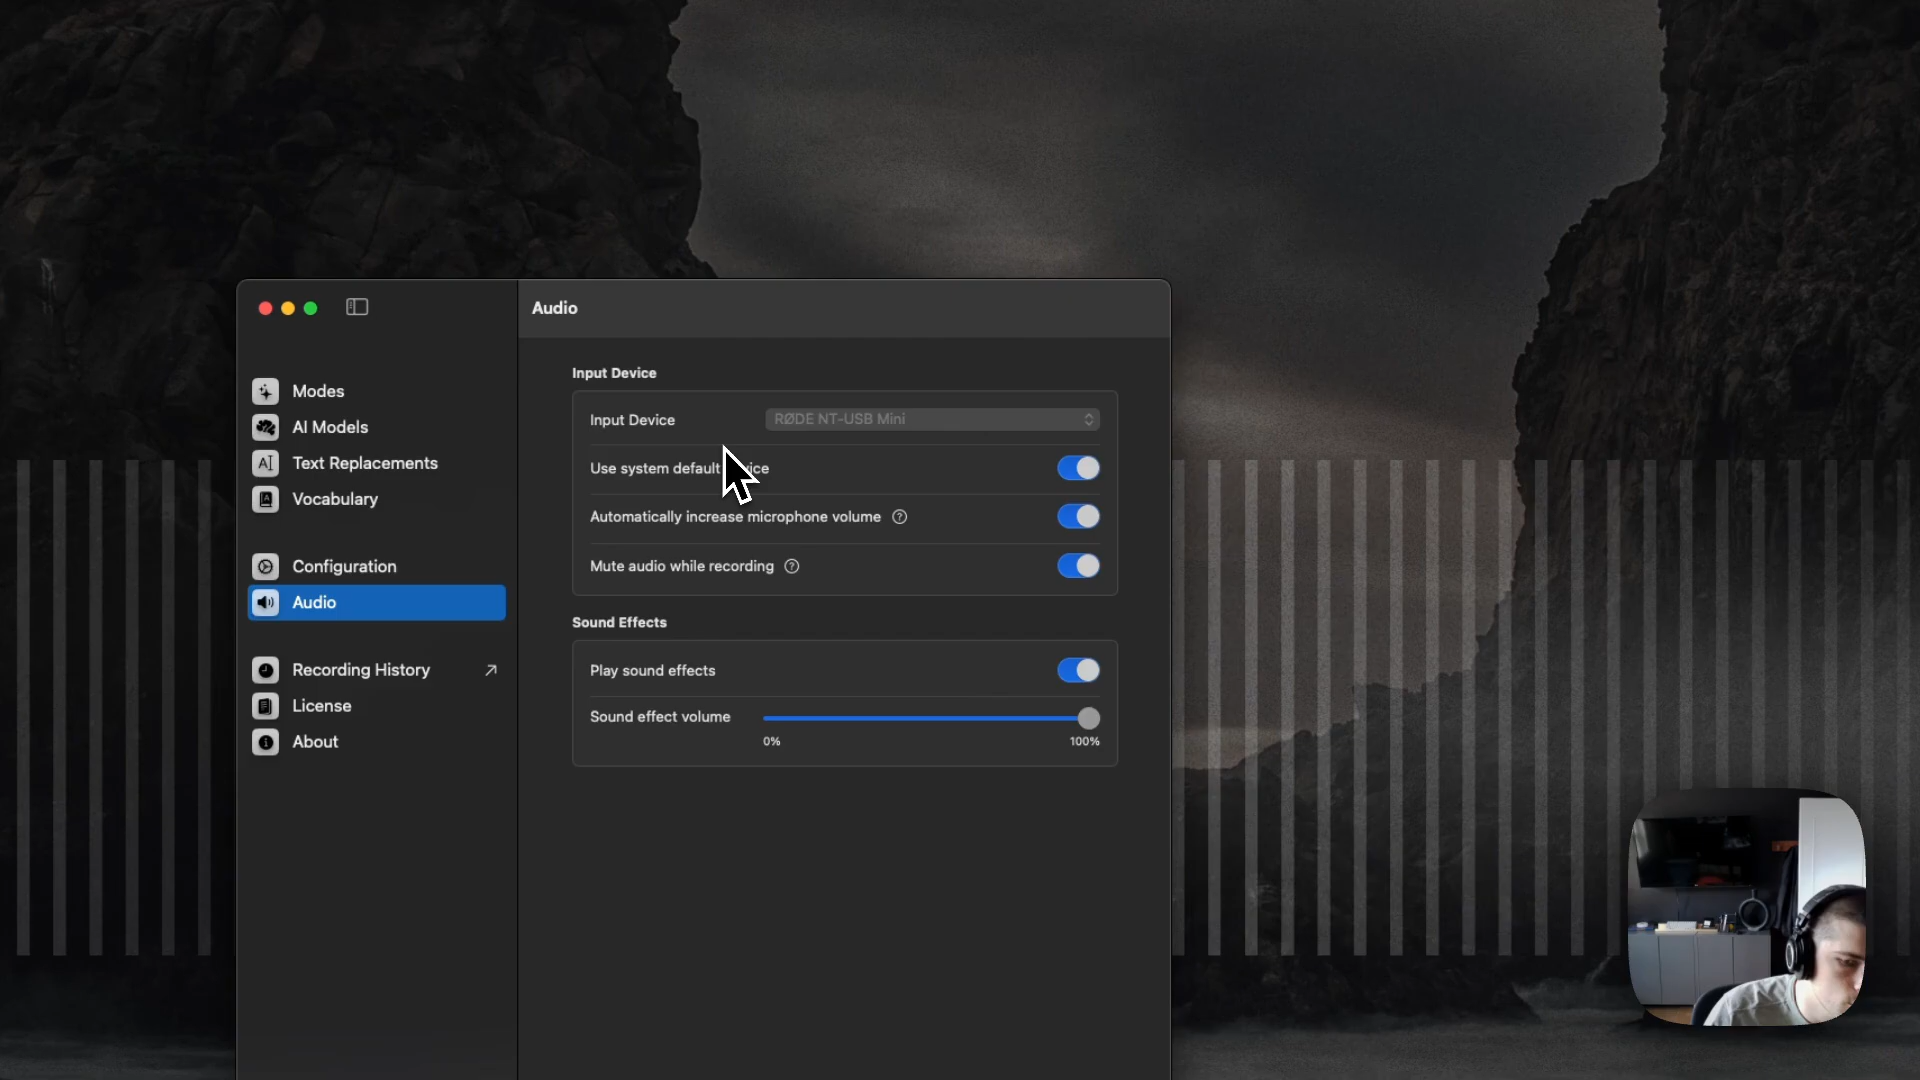 Audio
Modes
AI Models
Text Replacements
Vocabulary
Configuration
Audio
Recording History
License
About
Input Device
Input Device
RØDE NT-USB Mini
Use system default
Automatically increase microphone volume
Mute audio while recording
Sound Effects
Play sound effects
Sound effect volume
0%
100%